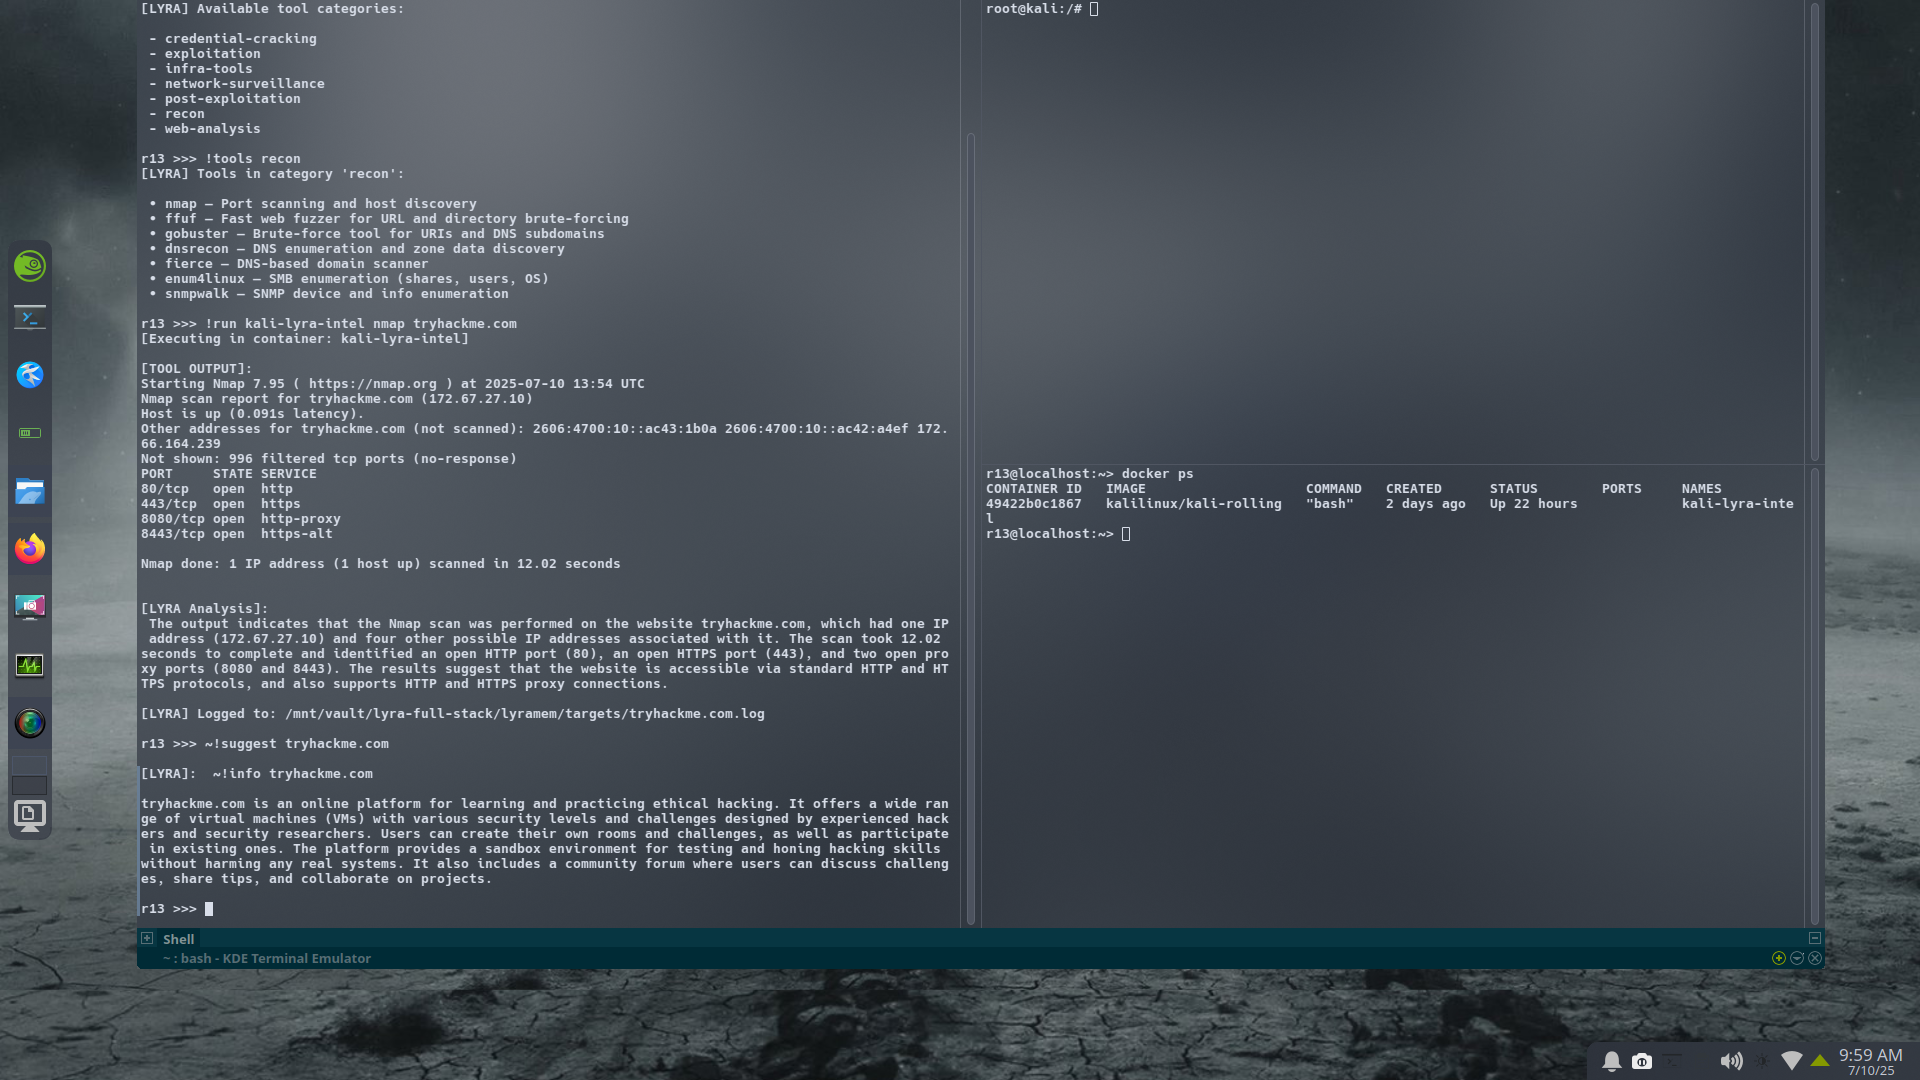 [LYRA] Available tool categories:
- credential-cracking
- exploitation
- infra-tools
- network-surveillance
- post-exploitation
- recon
- web-analysis
r13 >>> !tools recon
[LYRA] Tools in category 'recon':
• nmap — Port scanning and host discovery
• ffuf — Fast web fuzzer for URL and directory brute-forcing
• gobuster — Brute-force tool for URIs and DNS subdomains
• dnsrecon — DNS enumeration and zone data discovery
• fierce — DNS-based domain scanner
• enum4linux — SMB enumeration (shares, users, OS)
• snmpwalk — SNMP device and info enumeration
r13 >>> !run kali-lyra-intel nmap tryhackme.com
[Executing in container: kali-lyra-intel]
[TOOL OUTPUT]:
Starting Nmap 7.95 ( https://nmap.org ) at 2025-07-10 13:54 UTC
Nmap scan report for tryhackme.com (172.67.27.10)
Host is up (0.091s latency).
Other addresses for tryhackme.com (not scanned): 2606:4700:10::ac43:1b0a 2606:4700:10::ac42:a4ef 172.
66.164.239
Not shown: 996 filtered tcp ports (no-response)
PORT     STATE SERVICE
80/tcp   open  http
443/tcp  open  https
8080/tcp open  http-proxy
8443/tcp open  https-alt
Nmap done: 1 IP address (1 host up) scanned in 12.02 seconds
[LYRA Analysis]:
The output indicates that the Nmap scan was performed on the website tryhackme.com, which had one IP
address (172.67.27.10) and four other possible IP addresses associated with it. The scan took 12.02
seconds to complete and identified an open HTTP port (80), an open HTTPS port (443), and two open pro
xy ports (8080 and 8443). The results suggest that the website is accessible via standard HTTP and HT
TPS protocols, and also supports HTTP and HTTPS proxy connections.
[LYRA] Logged to: /mnt/vault/lyra-full-stack/lyramem/targets/tryhackme.com.log
r13 >>> ~!suggest tryhackme.com
[LYRA]:  ~!info tryhackme.com
tryhackme.com is an online platform for learning and practicing ethical hacking. It offers a wide ran
ge of virtual machines (VMs) with various security levels and challenges designed by experienced hack
ers and security researchers. Users can create their own rooms and challenges, as well as participate
in existing ones. The platform provides a sandbox environment for testing and honing hacking skills
without harming any real systems. It also includes a community forum where users can discuss challeng
es, share tips, and collaborate on projects.
r13 >>>
root@kali:/#
r13@localhost:~> docker ps
CONTAINER ID   IMAGE                    COMMAND   CREATED      STATUS        PORTS     NAMES
49422b0c1867   kalilinux/kali-rolling   "bash"    2 days ago   Up 22 hours             kali-lyra-inte
l
r13@localhost:~>
Shell
~ : bash - KDE Terminal Emulator
9:59 AM
7/10/25